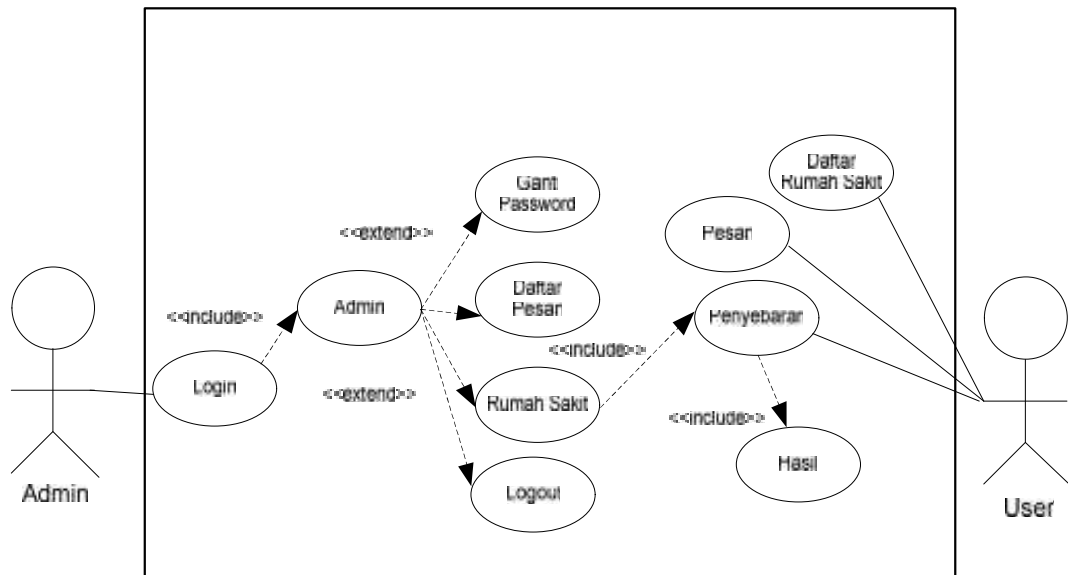 Daftar
Rumah Sakit
Gant
Password
Pesan
<<extend>>
Daftar
Pesan
Admin
<<include>>
Penyebaran
<<include>>
Login
<<extend>>
Rumah Sakit
<<include>>
Hasil
Logout
Admin
User